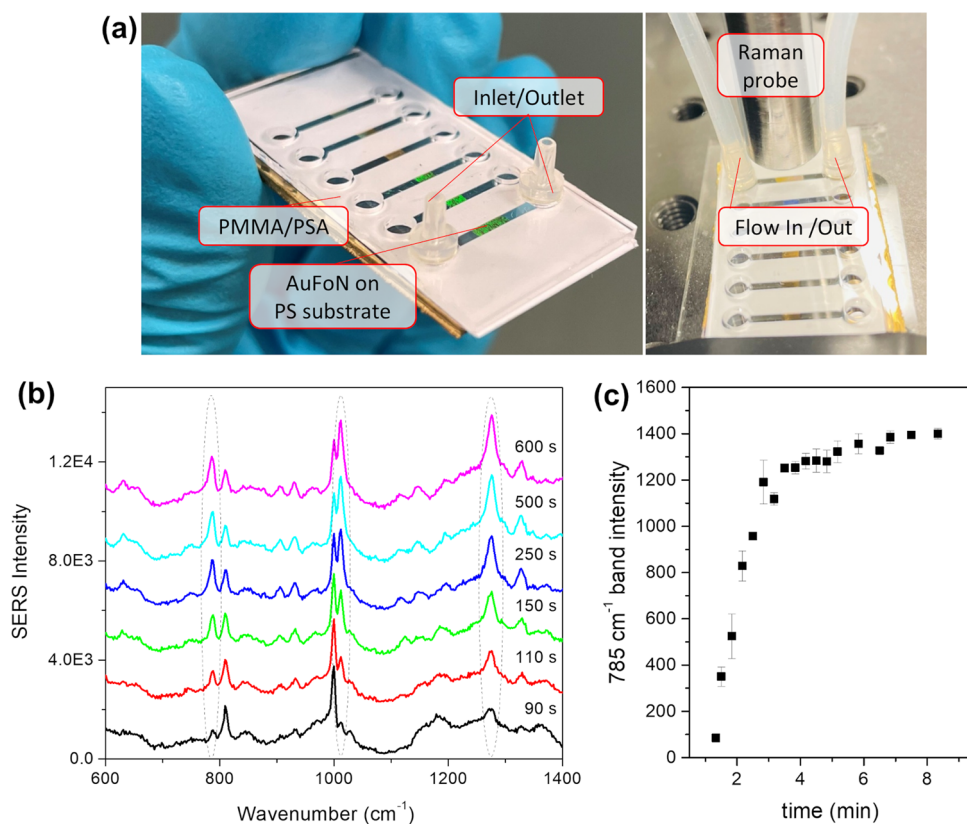 (a)
Inlet/Outlet
PMMA/PSA
AuFoN on
PS substrate
Raman
probe
Flow In /Out
(b)
SERS Intensity
1.2E4
8.0E3
4.0E3
0.0
600 s
500 s
250 s
150 s
110 s
90 s
600 800 1000 1200 1400
Wavenumber (cm⁻¹)
(c)
785 cm⁻¹ band intensity
1600
1400
1200
1000
800
600
400
200
0
2 4 6 8
time (min)